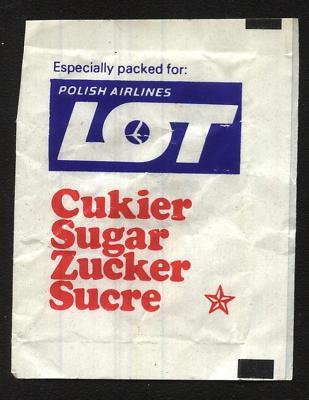 Especially packed for:
POLISH AIRLINES
LOT
Cukier
Sugar
Zucker
Sucre